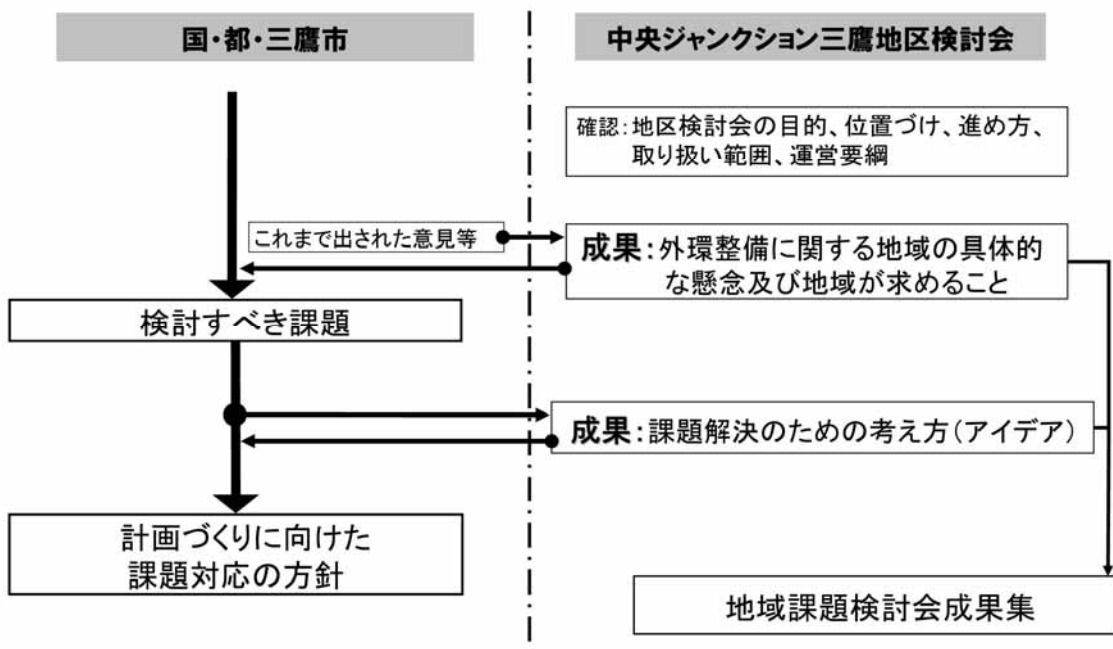 国・都・三鷹市
中央ジャンクション三鷹地区検討会
確認：地区検討会の目的、位置づけ、進め方、
取り扱い範囲、運営要綱
これまで出された意見等
成果：外環整備に関する地域の具体的
な懸念及び地域が求めること
検討すべき課題
成果：課題解決のための考え方（アイデア）
計画づくりに向けた
課題対応の方針
地域課題検討会成果集